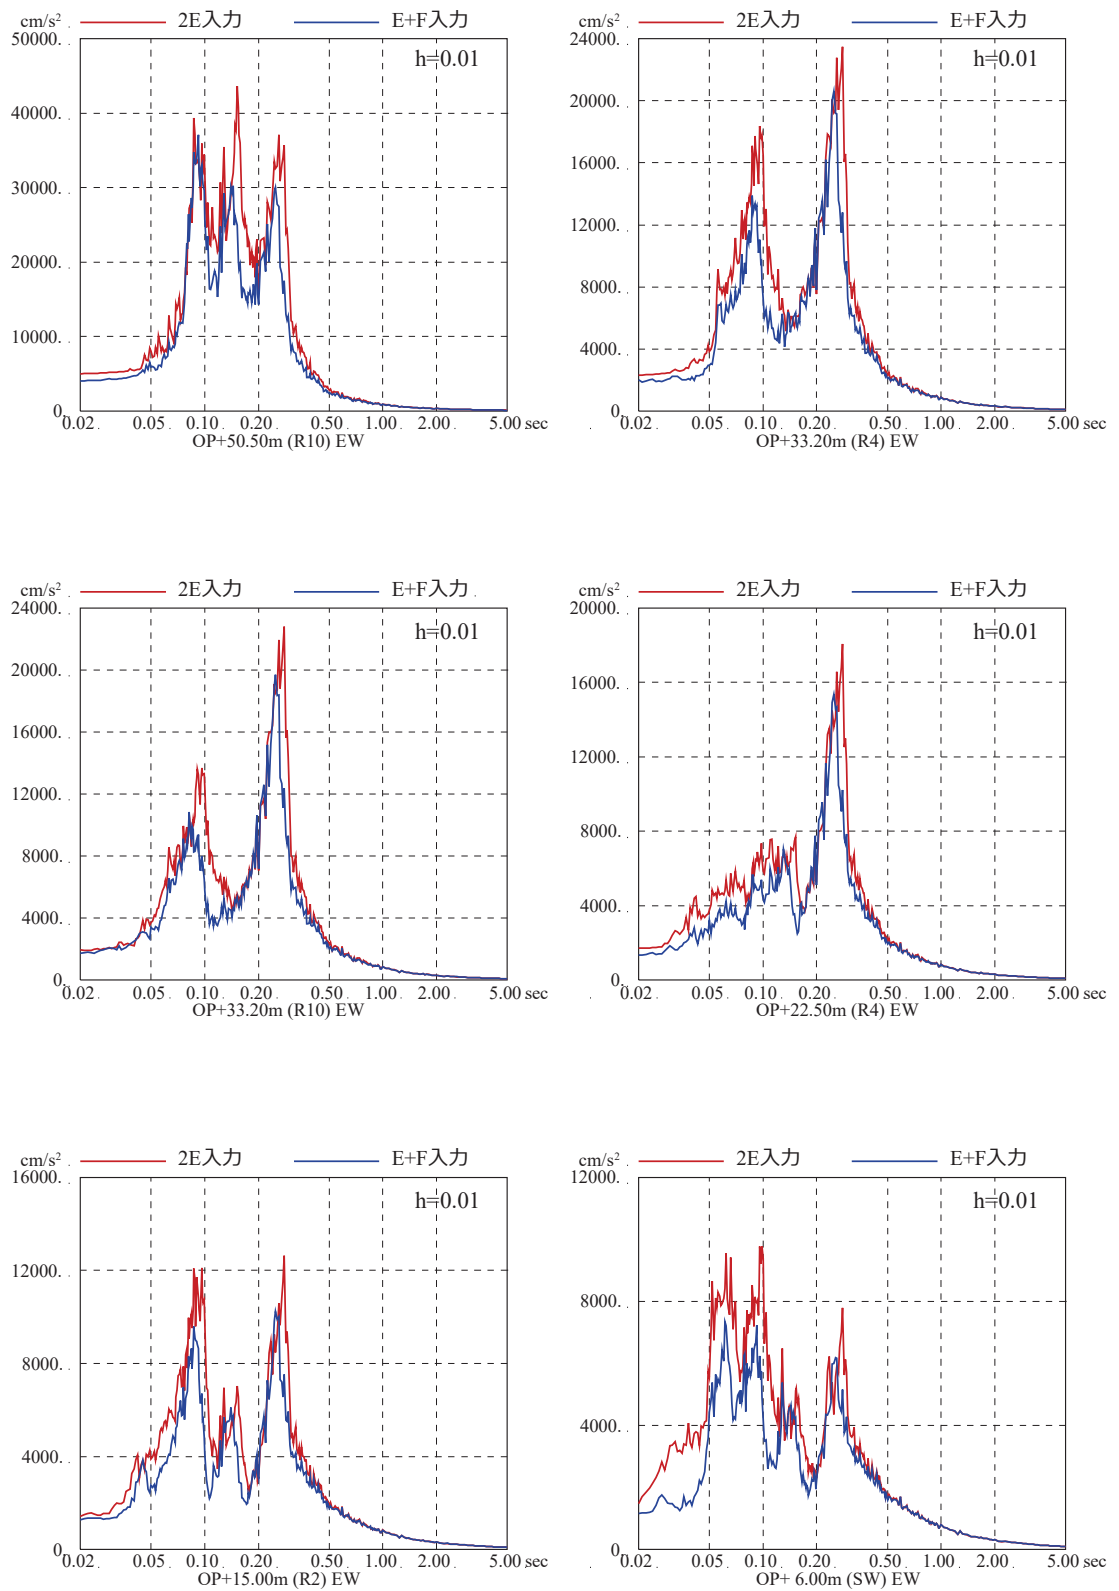 cm/s² 2E入力 E+F入力
h=0.01
50000.
40000.
30000.
20000.
10000.
0.
0.02 0.05 0.10 0.20 0.50 1.00 2.00 5.00 sec
OP+50.50m (R10) EW
cm/s² 2E入力 E+F入力
h=0.01
24000.
20000.
16000.
12000.
8000.
4000.
0.
0.02 0.05 0.10 0.20 0.50 1.00 2.00 5.00 sec
OP+33.20m (R4) EW
cm/s² 2E入力 E+F入力
h=0.01
24000.
20000.
16000.
12000.
8000.
4000.
0.
0.02 0.05 0.10 0.20 0.50 1.00 2.00 5.00 sec
OP+33.20m (R10) EW
cm/s² 2E入力 E+F入力
h=0.01
20000.
16000.
12000.
8000.
4000.
0.
0.02 0.05 0.10 0.20 0.50 1.00 2.00 5.00 sec
OP+22.50m (R4) EW
cm/s² 2E入力 E+F入力
h=0.01
16000.
12000.
8000.
4000.
0.
0.02 0.05 0.10 0.20 0.50 1.00 2.00 5.00 sec
OP+15.00m (R2) EW
cm/s² 2E入力 E+F入力
h=0.01
12000.
8000.
4000.
0.
0.02 0.05 0.10 0.20 0.50 1.00 2.00 5.00 sec
OP+ 6.00m (SW) EW